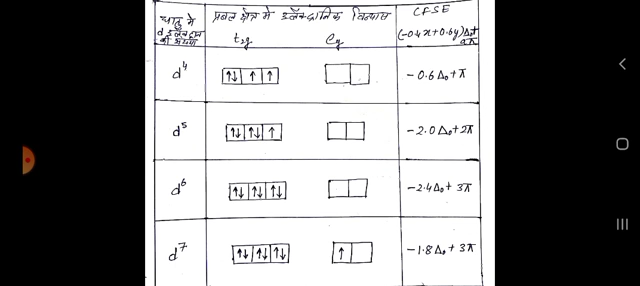 धातु में प्रबल क्षेत्र में इलेक्ट्रानिक विन्यास CFSE
d इलेक्ट्रान t₂g eg (-0.4x+0.6y)Δ₀+
की संख्या
d⁴ ↑↓ ↑ ↑ -0.6Δ₀+π
d⁵ ↑↓ ↑↓ ↑ -2.0Δ₀+2π
d⁶ ↑↓ ↑↓ ↑↓ -2.4Δ₀+3π
d⁷ ↑↓ ↑↓ ↑↓ ↑ -1.8Δ₀+3π